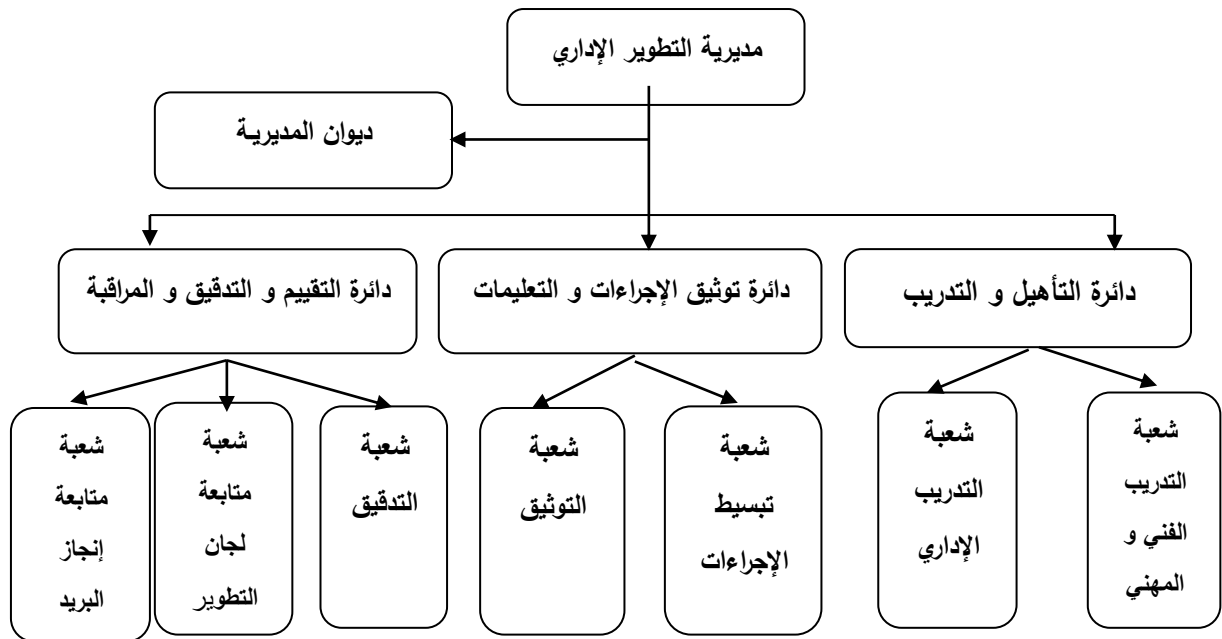 مديرية التطوير الإداري
ديوان المديرية
دائرة التأهيل و التدريب
دائرة توثيق الإجراءات و التعليمات
دائرة التقييم و التدقيق و المراقبة
شعبة
التدريب
الفني و
المهني
شعبة
التدريب
الإداري
شعبة
تبسيط
الإجراءات
شعبة
التوثيق
شعبة
التدقيق
شعبة
متابعة
لجان
التطوير
شعبة
متابعة
إنجاز
البريد